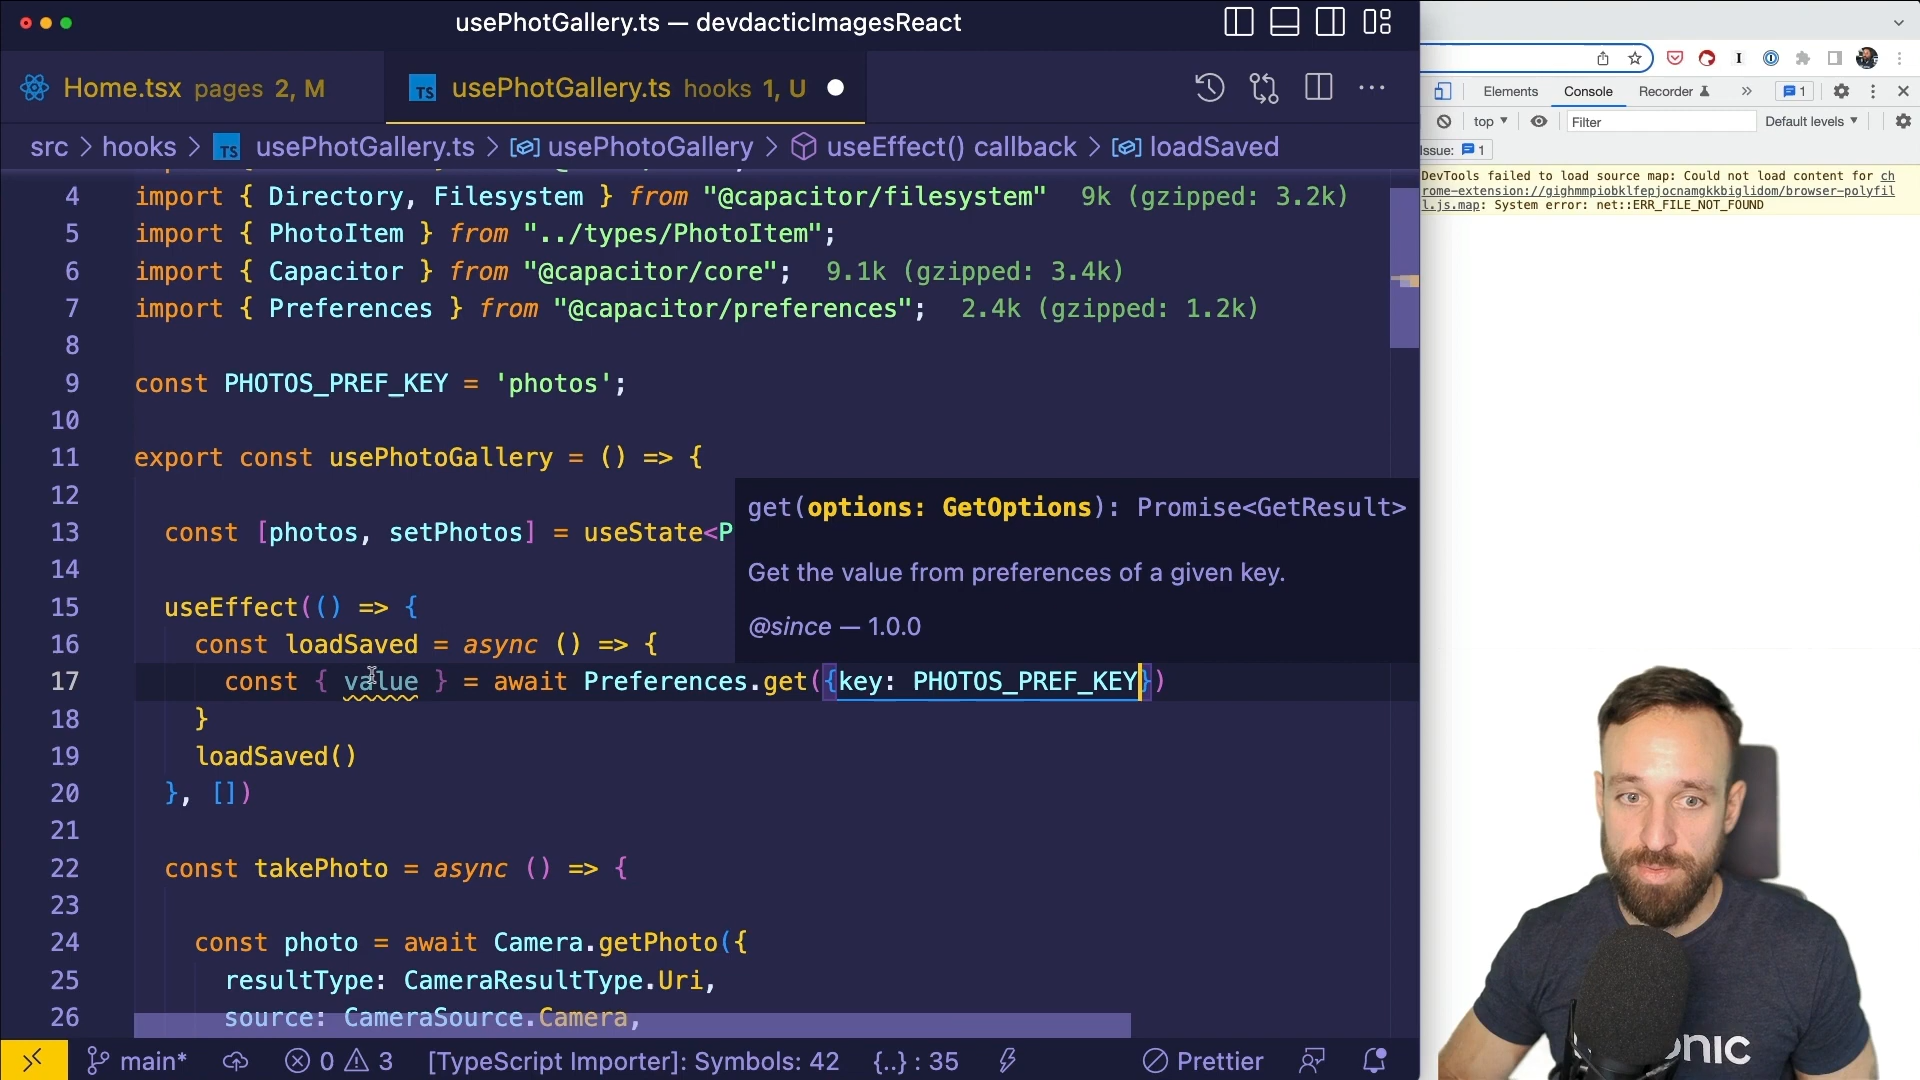 usePhotGallery.ts — devdacticImagesReact
Home.tsx pages 2, M
TS usePhotGallery.ts hooks 1, U
src > hooks > TS usePhotGallery.ts > usePhotoGallery > useEffect() callback > loadSaved
4 import { Directory, Filesystem } from "@capacitor/filesystem" 9k (gzipped: 3.2k)
5 import { PhotoItem } from "../types/PhotoItem";
6 import { Capacitor } from "@capacitor/core"; 9.1k (gzipped: 3.4k)
7 import { Preferences } from "@capacitor/preferences"; 2.4k (gzipped: 1.2k)
8
9 const PHOTOS_PREF_KEY = 'photos';
10
11 export const usePhotoGallery = () => {
12
13 const [photos, setPhotos] = useState<P
14
15 useEffect(() => {
16 const loadSaved = async () => {
17 const { value } = await Preferences.get({key: PHOTOS_PREF_KEY})
18 }
19 loadSaved()
20 }, [])
21
22 const takePhoto = async () => {
23
24 const photo = await Camera.getPhoto({
25 resultType: CameraResultType.Uri,
26 source: CameraSource.Camera,
get(options: GetOptions): Promise<GetResult>
Get the value from preferences of a given key.
@since — 1.0.0
main* 0 3 [TypeScript Importer]: Symbols: 42 {..} : 35 Prettier
Elements Console Recorder 1
top Filter Default levels
Issue: 1
DevTools failed to load source map: Could not load content for ch
rome-extension://gighmmpiobklfepjocnamgkkbiglidom/browser-polyfil
l.js.map: System error: net::ERR_FILE_NOT_FOUND